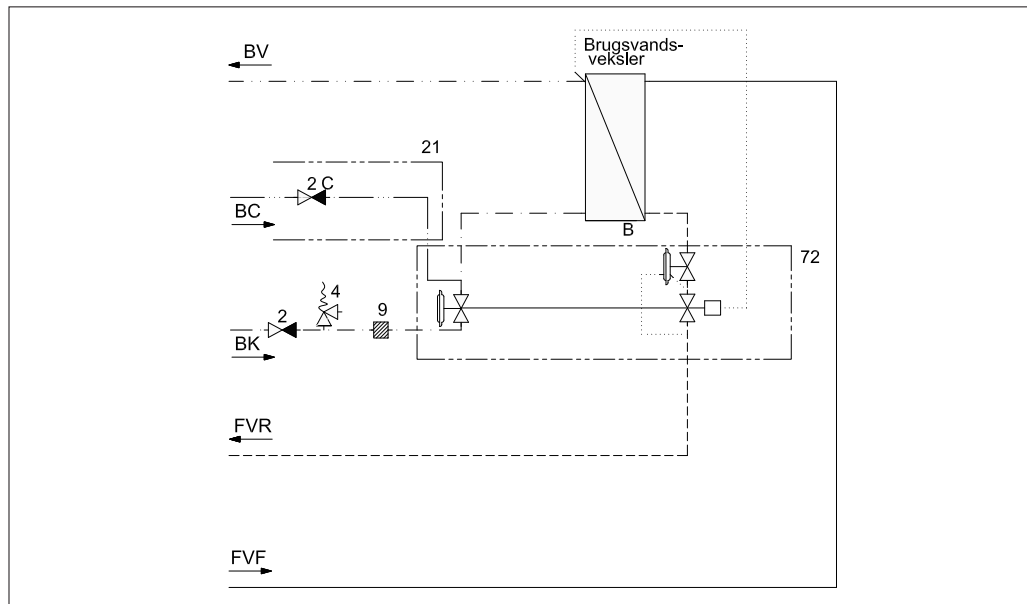 BV
Brugsvands-
veksler
21
2 C
BC
B
72
4
2
9
BK
FVR
FVF